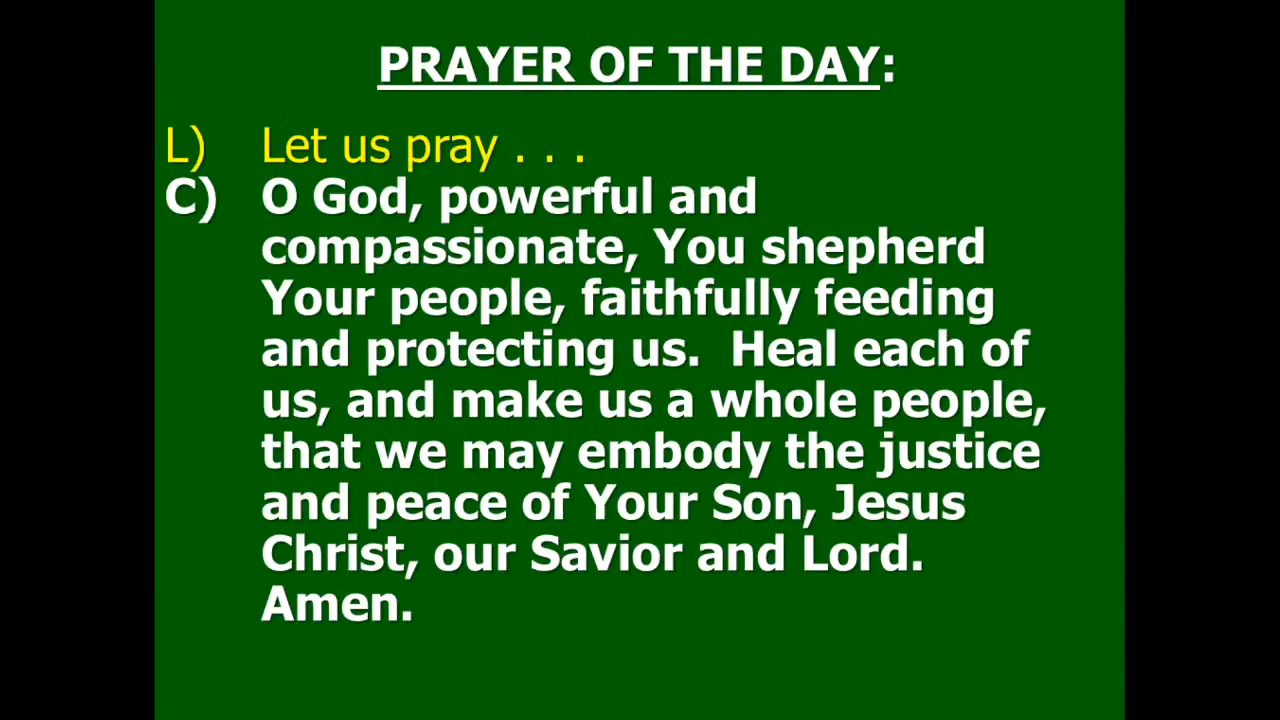 PRAYER OF THE DAY:
L) Let us pray . . .
C) O God, powerful and
compassionate, You shepherd
Your people, faithfully feeding
and protecting us.  Heal each of
us, and make us a whole people,
that we may embody the justice
and peace of Your Son, Jesus
Christ, our Savior and Lord.
Amen.